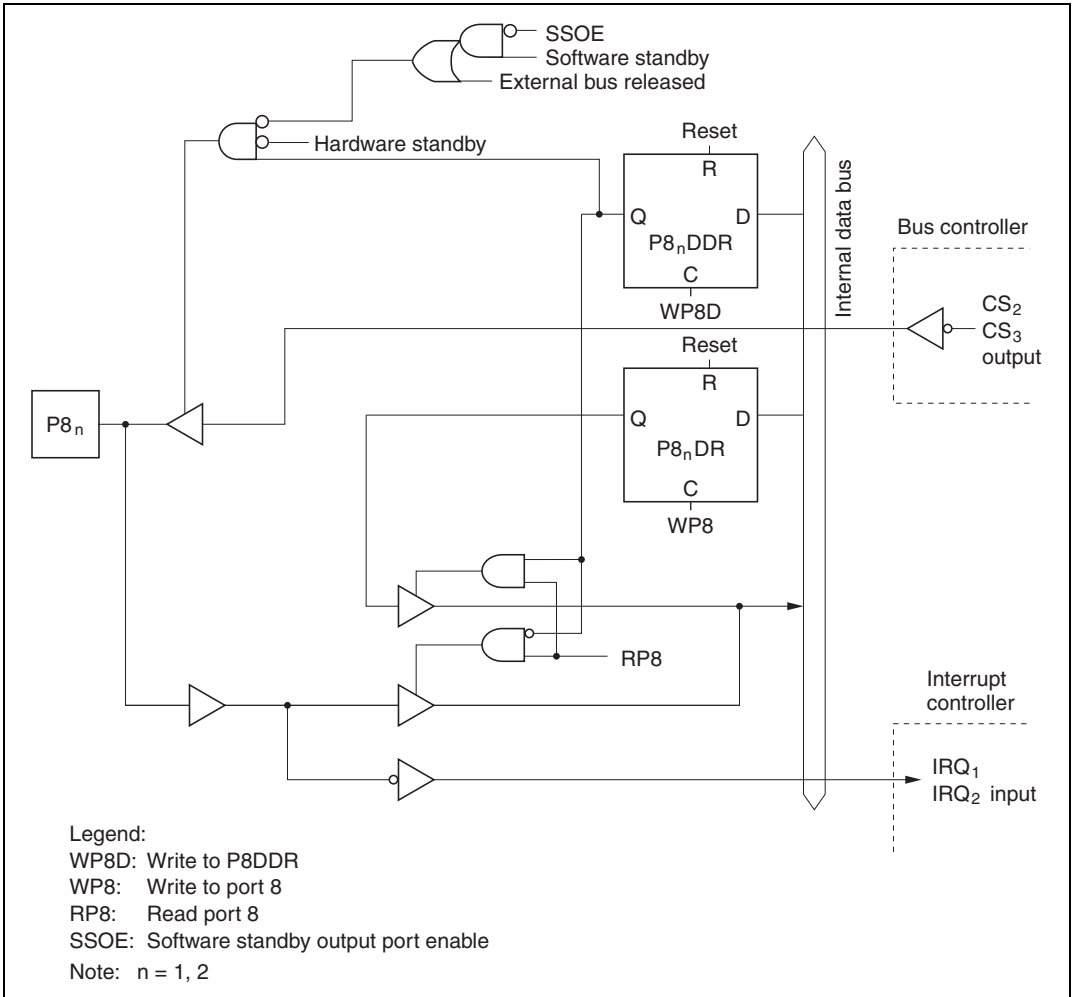 SSOE
Software standby
External bus released
Hardware standby
Reset
R
Q
D
P8nDDR
C
WP8D
Internal data bus
Bus controller
CS2
CS3
output
Reset
R
Q
D
P8nDR
C
WP8
P8n
RP8
Interrupt
controller
IRQ1
IRQ2 input
Legend:
WP8D: Write to P8DDR
WP8: Write to port 8
RP8: Read port 8
SSOE: Software standby output port enable
Note: n = 1, 2